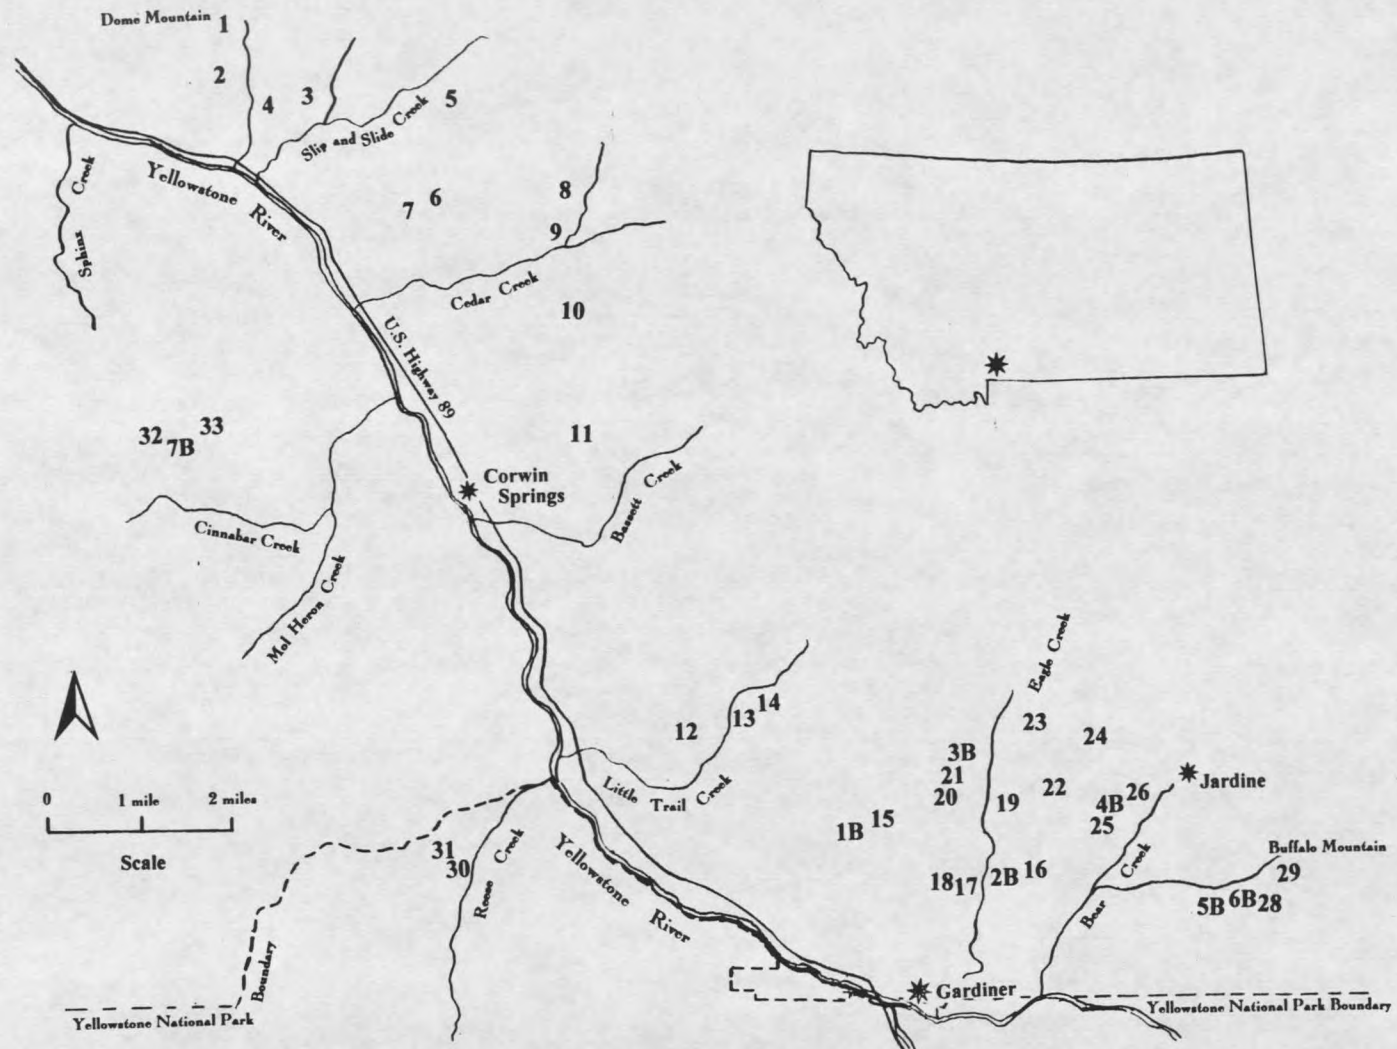 Dome Mountain 1
2
4
3
5
Slip and Slide Creek
Sphinx Creek
Yellowstone River
7
6
8
9
Cedar Creek
10
U.S. Highway 89
32
7B
33
11
Corwin
Springs
Bassett Creek
Cinnabar Creek
Mol Heron Creek
12
13
14
Little Trail Creek
Eagle Creek
23
24
3B
21
20
19
22
4B
26
25
Jardine
0 1 mile 2 miles
Scale
1B
15
31
30
Reese Creek
Yellowstone River
18
17
2B
16
Bear Creek
Buffalo Mountain
29
5B
6B
28
Boundary
Gardiner
Yellowstone National Park
Yellowstone National Park Boundary